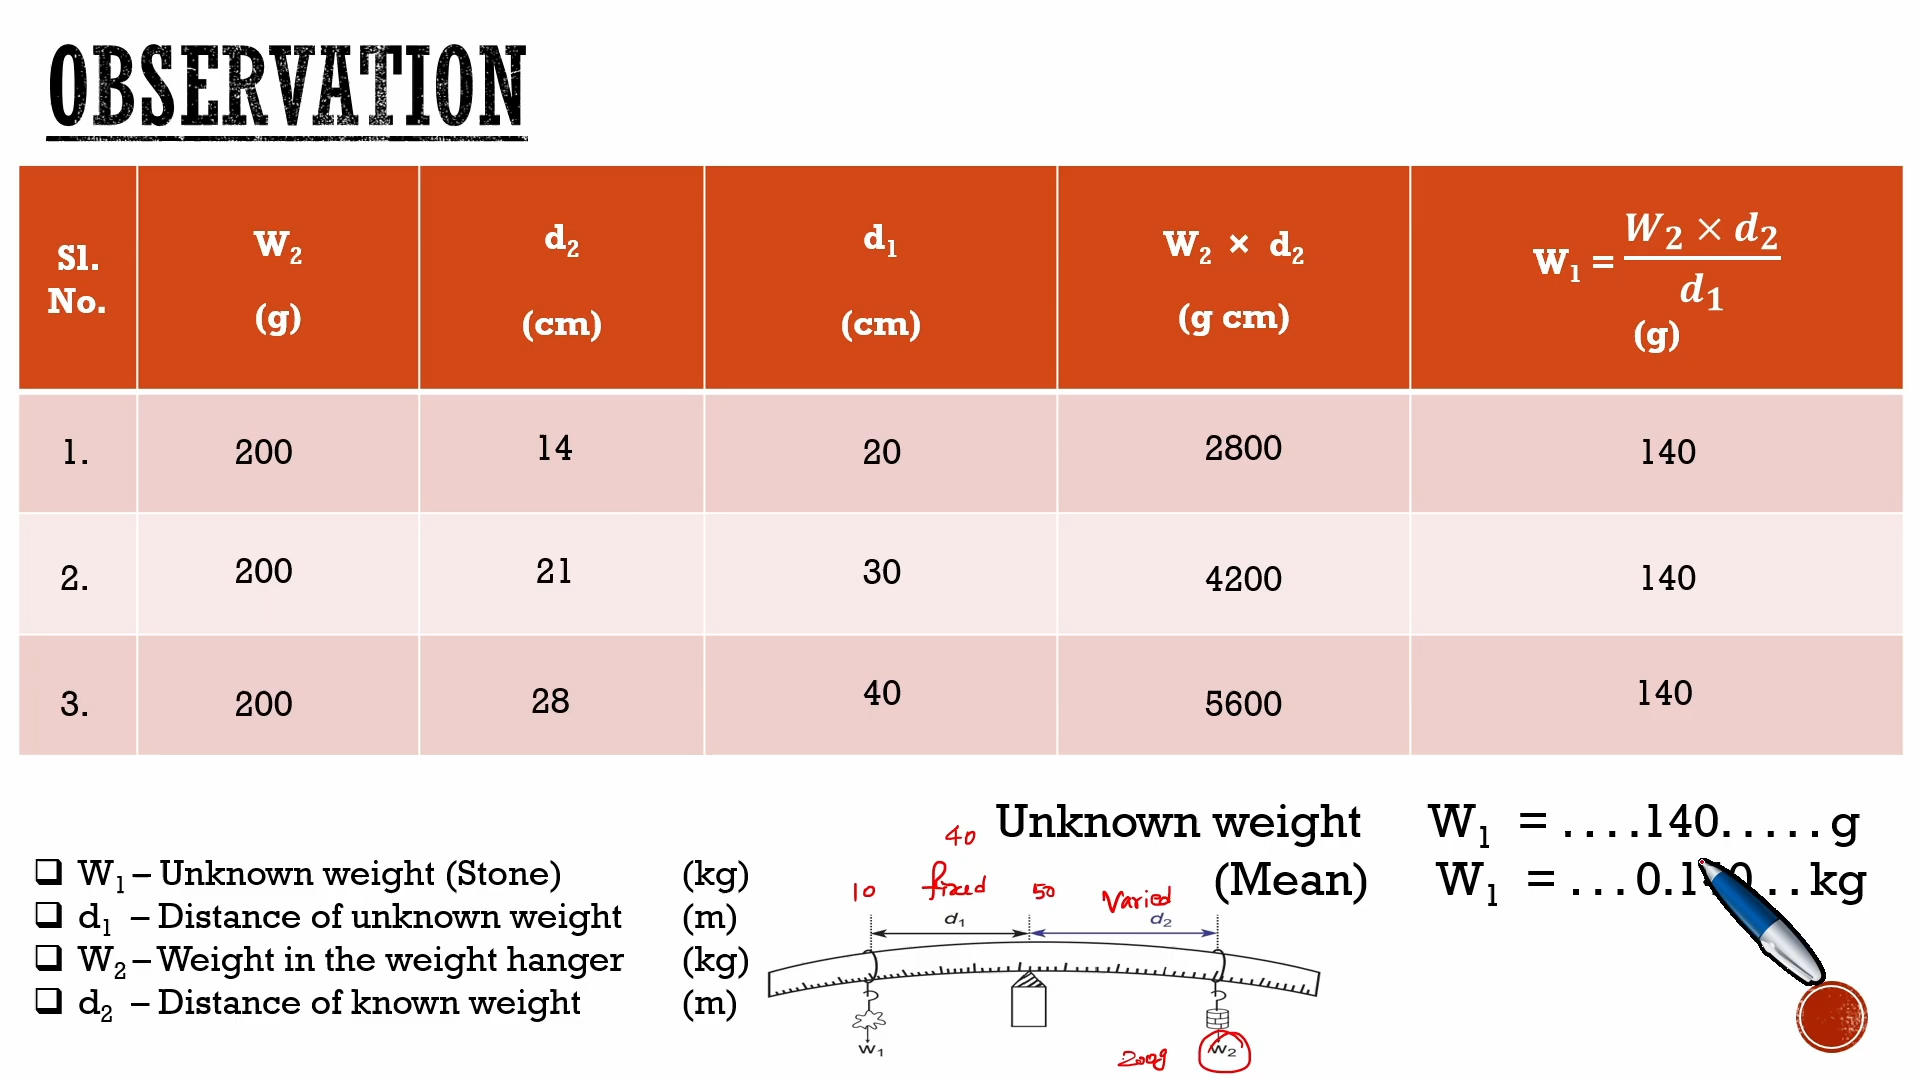 OBSERVATION
Sl. No. | W2 (g) | d2 (cm) | d1 (cm) | W2 × d2 (g cm) | W1 = W2 × d2 / d1 (g)
1. | 200 | 14 | 20 | 2800 | 140
2. | 200 | 21 | 30 | 4200 | 140
3. | 200 | 28 | 40 | 5600 | 140
Unknown weight W1 = ....140.....g
(Mean) W1 = ...0.1 0..kg
❑ W1 – Unknown weight (Stone) (kg)
❑ d1 – Distance of unknown weight (m)
❑ W2 – Weight in the weight hanger (kg)
❑ d2 – Distance of known weight (m)
40
10 fixed 50 Varied
d1 d2
W1 200g W2